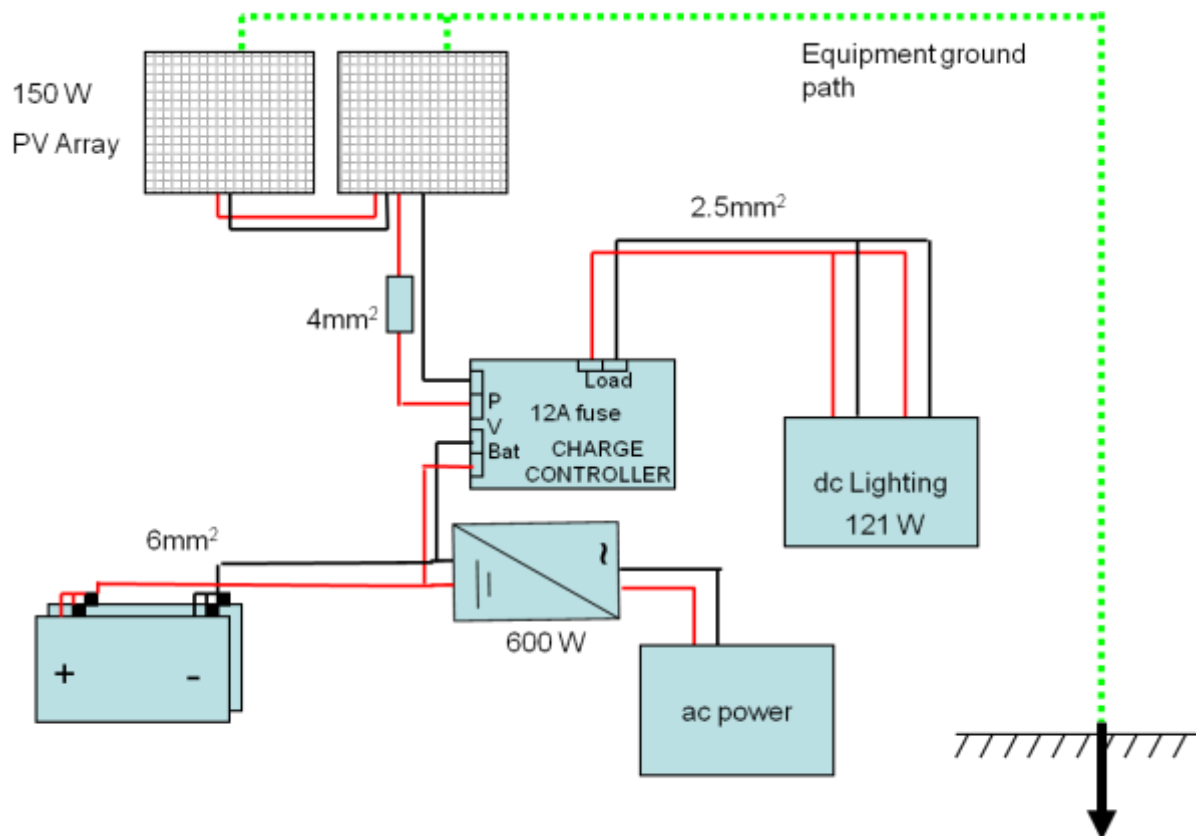 Equipment ground
path
150 W
PV Array
2.5mm²
4mm²
Load
P
V
12A fuse
Bat
CHARGE
CONTROLLER
dc Lighting
121 W
6mm²
~
600 W
+
-
ac power